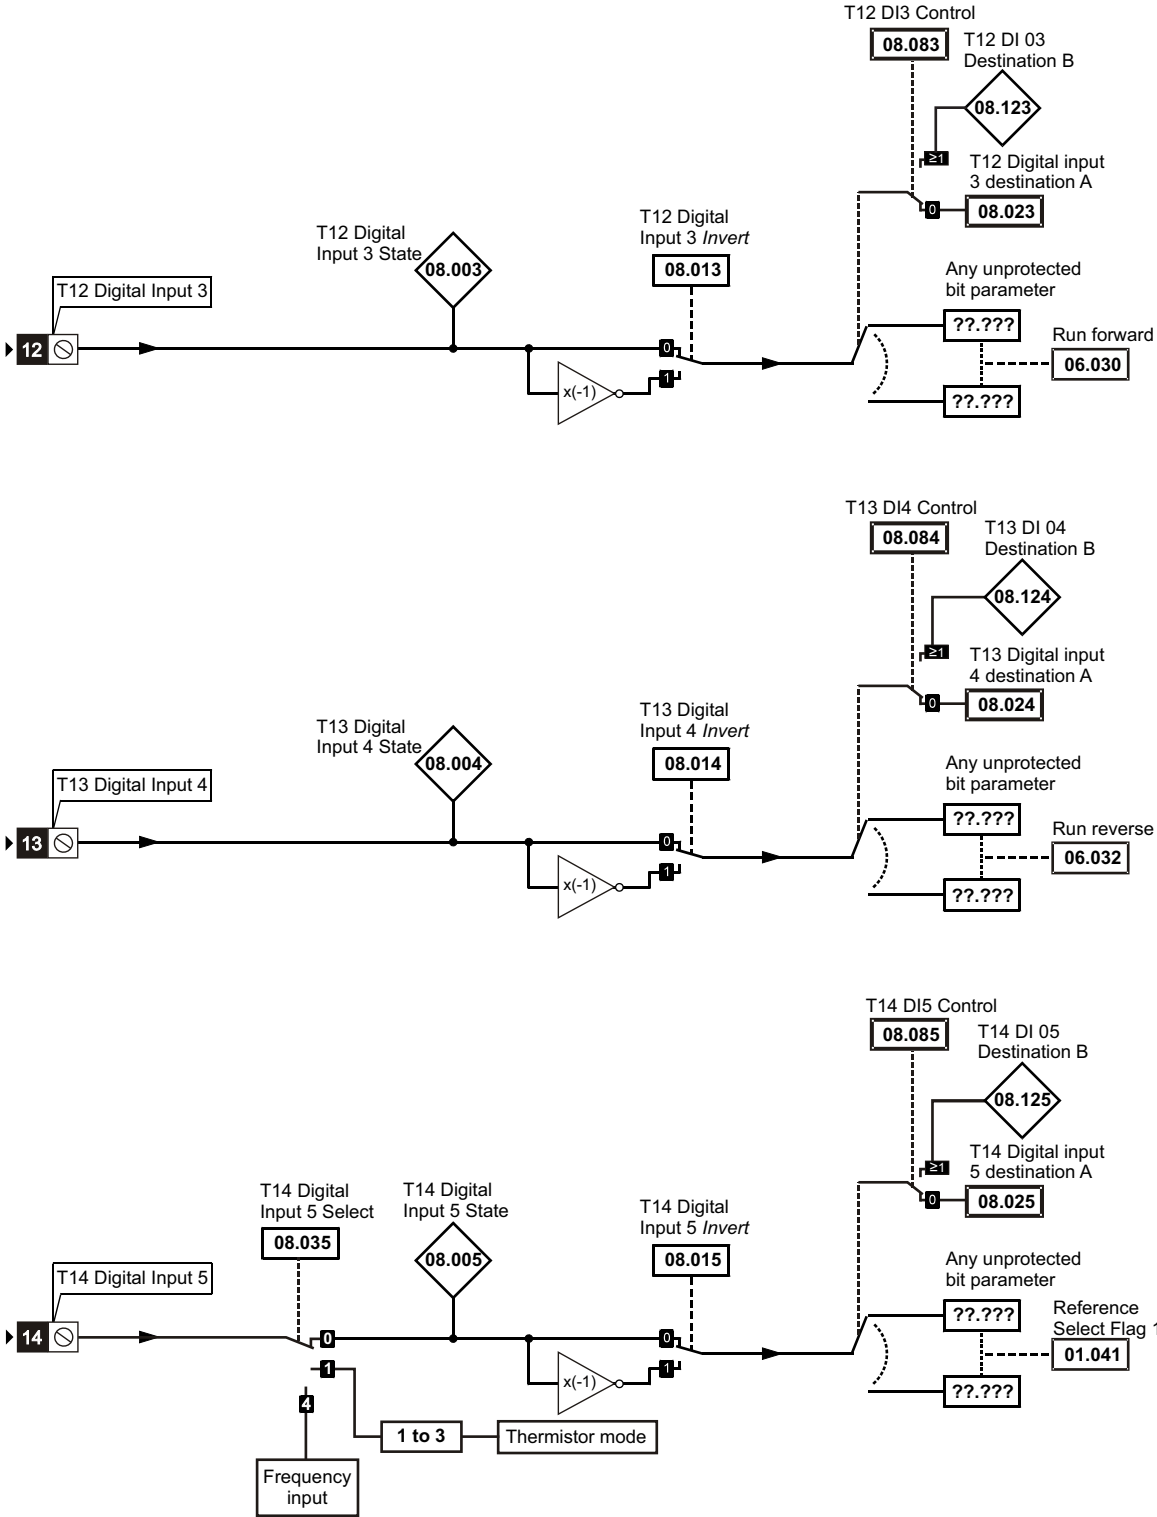 T12 DI3 Control
08.083
T12 DI 03
Destination B
08.123
≥1
T12 Digital input
3 destination A
0
08.023
T12 Digital
Input 3 State
08.003
T12 Digital
Input 3 Invert
08.013
Any unprotected
bit parameter
T12 Digital Input 3
12
0
1
x(-1)
??.???
Run forward
06.030
??.???
T13 DI4 Control
08.084
T13 DI 04
Destination B
08.124
≥1
T13 Digital input
4 destination A
0
08.024
T13 Digital
Input 4 State
08.004
T13 Digital
Input 4 Invert
08.014
Any unprotected
bit parameter
T13 Digital Input 4
13
0
1
x(-1)
??.???
Run reverse
06.032
??.???
T14 DI5 Control
08.085
T14 DI 05
Destination B
08.125
≥1
T14 Digital input
5 destination A
0
08.025
T14 Digital
Input 5 Select
08.035
T14 Digital
Input 5 State
08.005
T14 Digital
Input 5 Invert
08.015
Any unprotected
bit parameter
T14 Digital Input 5
14
0
1
4
0
1
x(-1)
??.???
Reference
Select Flag 1
01.041
??.???
1 to 3
Thermistor mode
Frequency
input